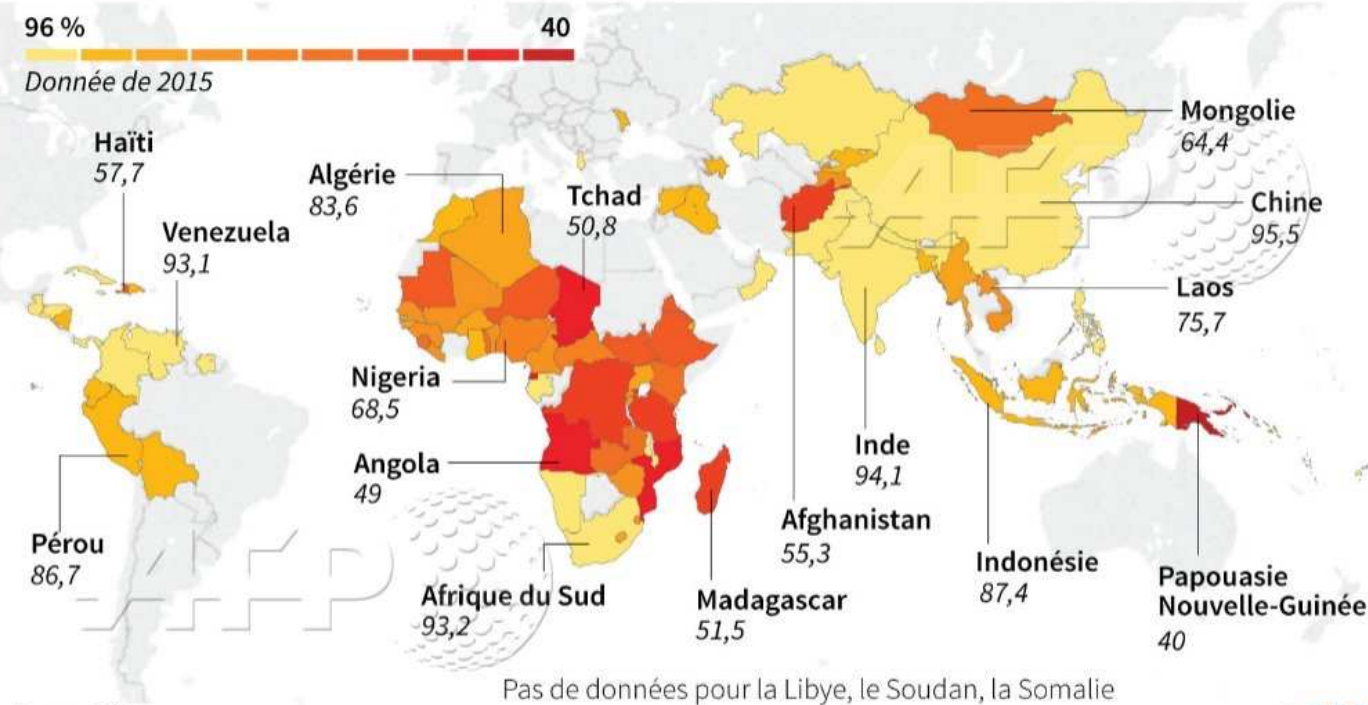 96 % 40
Donnée de 2015
Haïti
57,7
Venezuela
93,1
Pérou
86,7
Algérie
83,6
Tchad
50,8
Nigeria
68,5
Angola
49
Afrique du Sud
93,2
Madagascar
51,5
Afghanistan
55,3
Inde
94,1
Mongolie
64,4
Chine
95,5
Laos
75,7
Indonésie
87,4
Papouasie
Nouvelle-Guinée
40
AFP
AFP
Pas de données pour la Libye, le Soudan, la Somalie